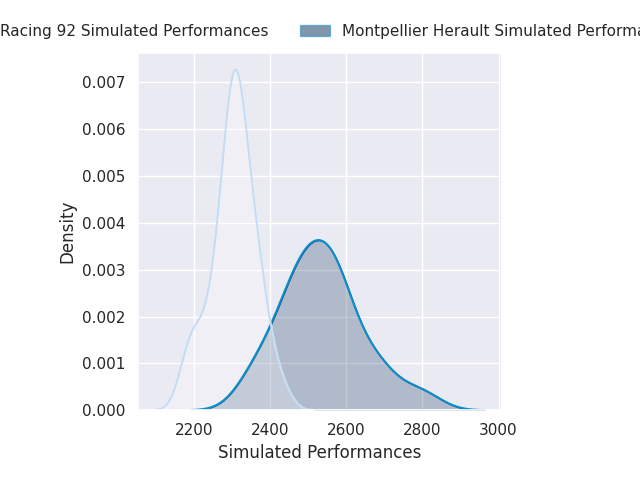 Racing 92 Simulated Performances
Montpellier Herault Simulated Performa
0.007
0.006
0.005
0.004
0.003
0.002
0.001
0.000
Density
2200 2400 2600 2800 3000
Simulated Performances